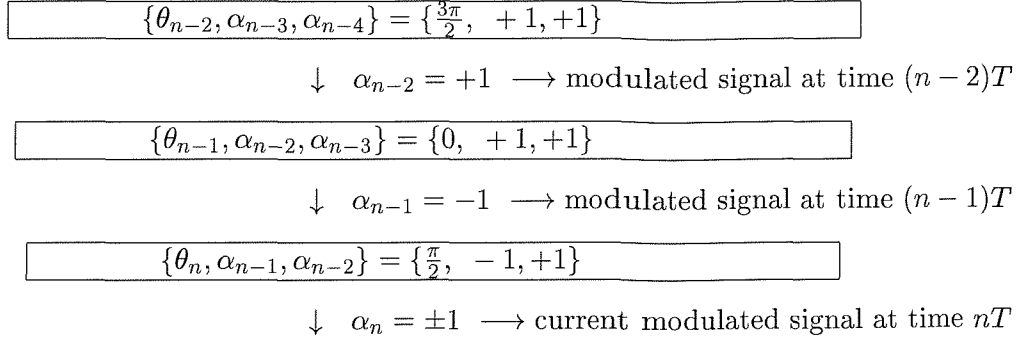 {θ_{n−2}, α_{n−3}, α_{n−4}} = {3π/2, +1, +1}
↓ α_{n−2} = +1 ⟶ modulated signal at time (n − 2)T
{θ_{n−1}, α_{n−2}, α_{n−3}} = {0, +1, +1}
↓ α_{n−1} = −1 ⟶ modulated signal at time (n − 1)T
{θ_n, α_{n−1}, α_{n−2}} = {π/2, −1, +1}
↓ α_n = ±1 ⟶ current modulated signal at time nT